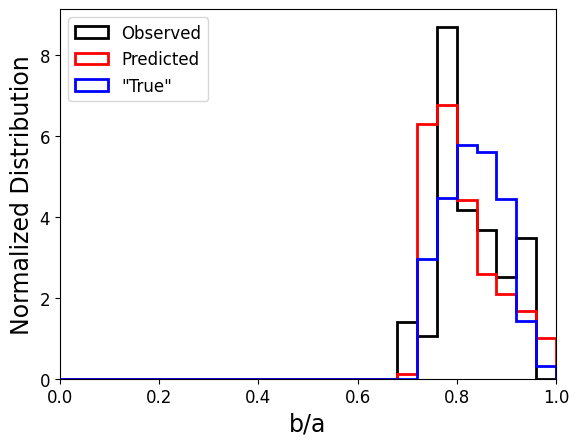 Observed
Predicted
"True"
Normalized Distribution
8
6
4
2
0
0.0 0.2 0.4 0.6 0.8 1.0
b/a